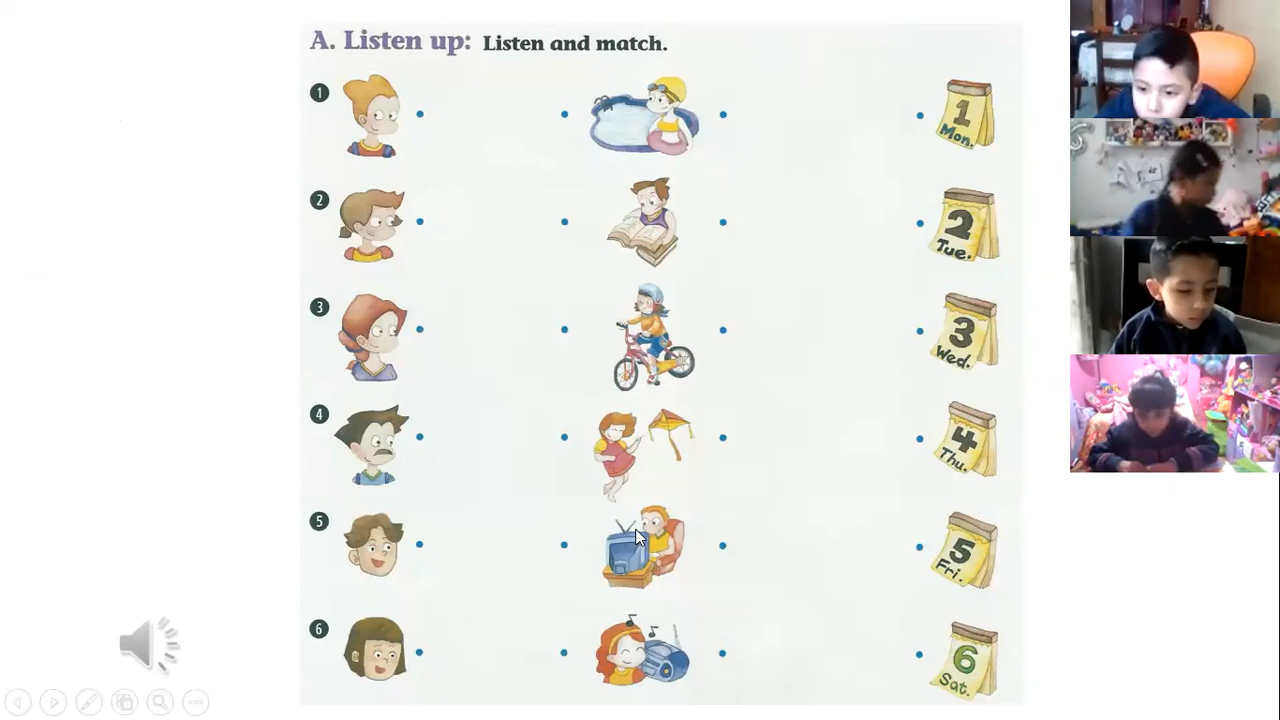 A. Listen up: Listen and match.
1
1
Mon.
2
2
Tue.
3
3
Wed.
4
4
Thu.
5
5
Fri.
6
6
Sat.